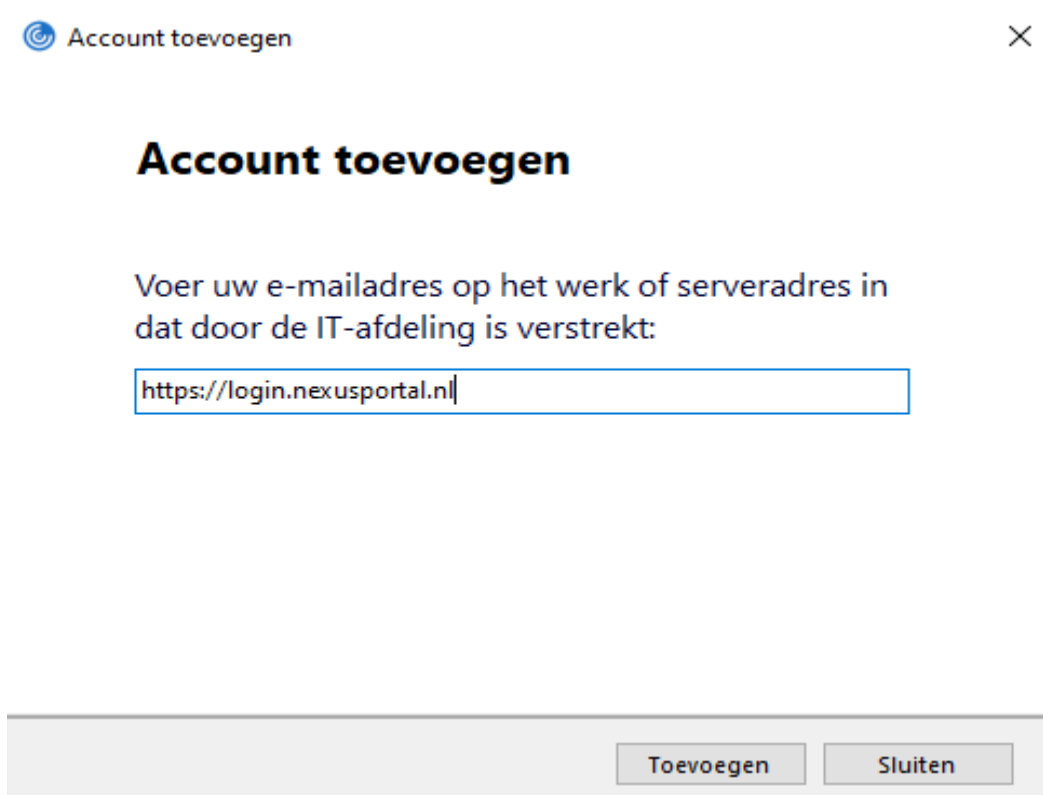 Account toevoegen
Account toevoegen
Voer uw e-mailadres op het werk of serveradres in
dat door de IT-afdeling is verstrekt:
https://login.nexusportal.nl
Toevoegen
Sluiten